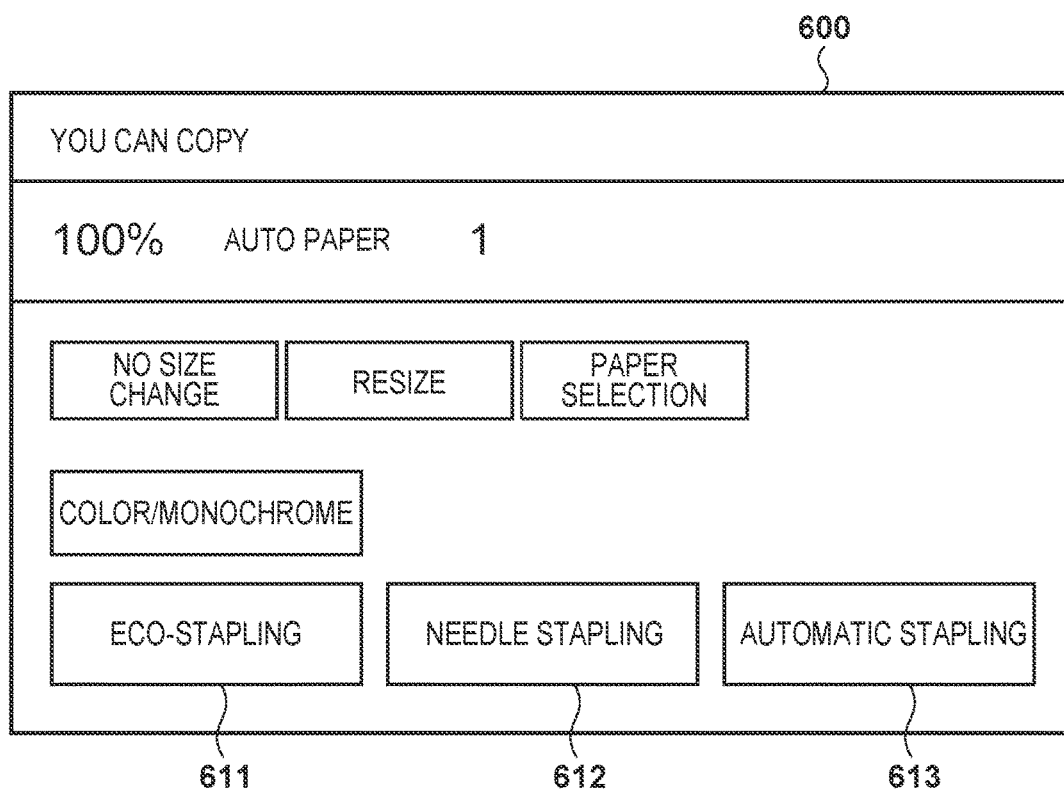 600
YOU CAN COPY
100% AUTO PAPER 1
NO SIZE
CHANGE
RESIZE
PAPER
SELECTION
COLOR/MONOCHROME
ECO-STAPLING
NEEDLE STAPLING
AUTOMATIC STAPLING
611
612
613